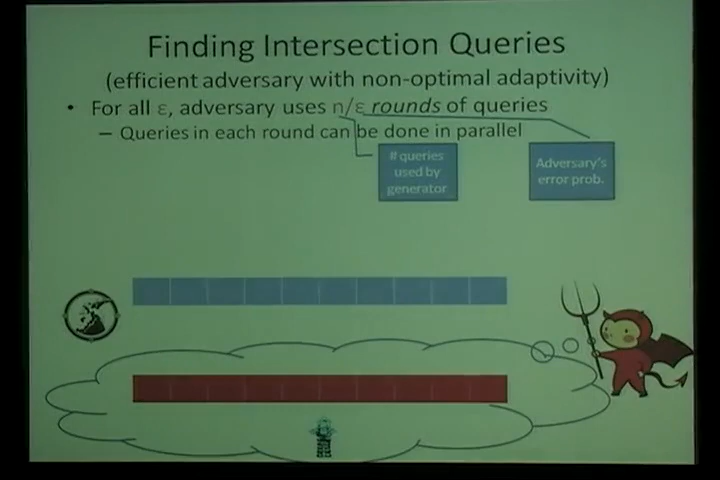 Finding Intersection Queries
(efficient adversary with non-optimal adaptivity)
• For all ε, adversary uses n/ε rounds of queries
– Queries in each round can be done in parallel
# queries
used by
generator
Adversary's
error prob.